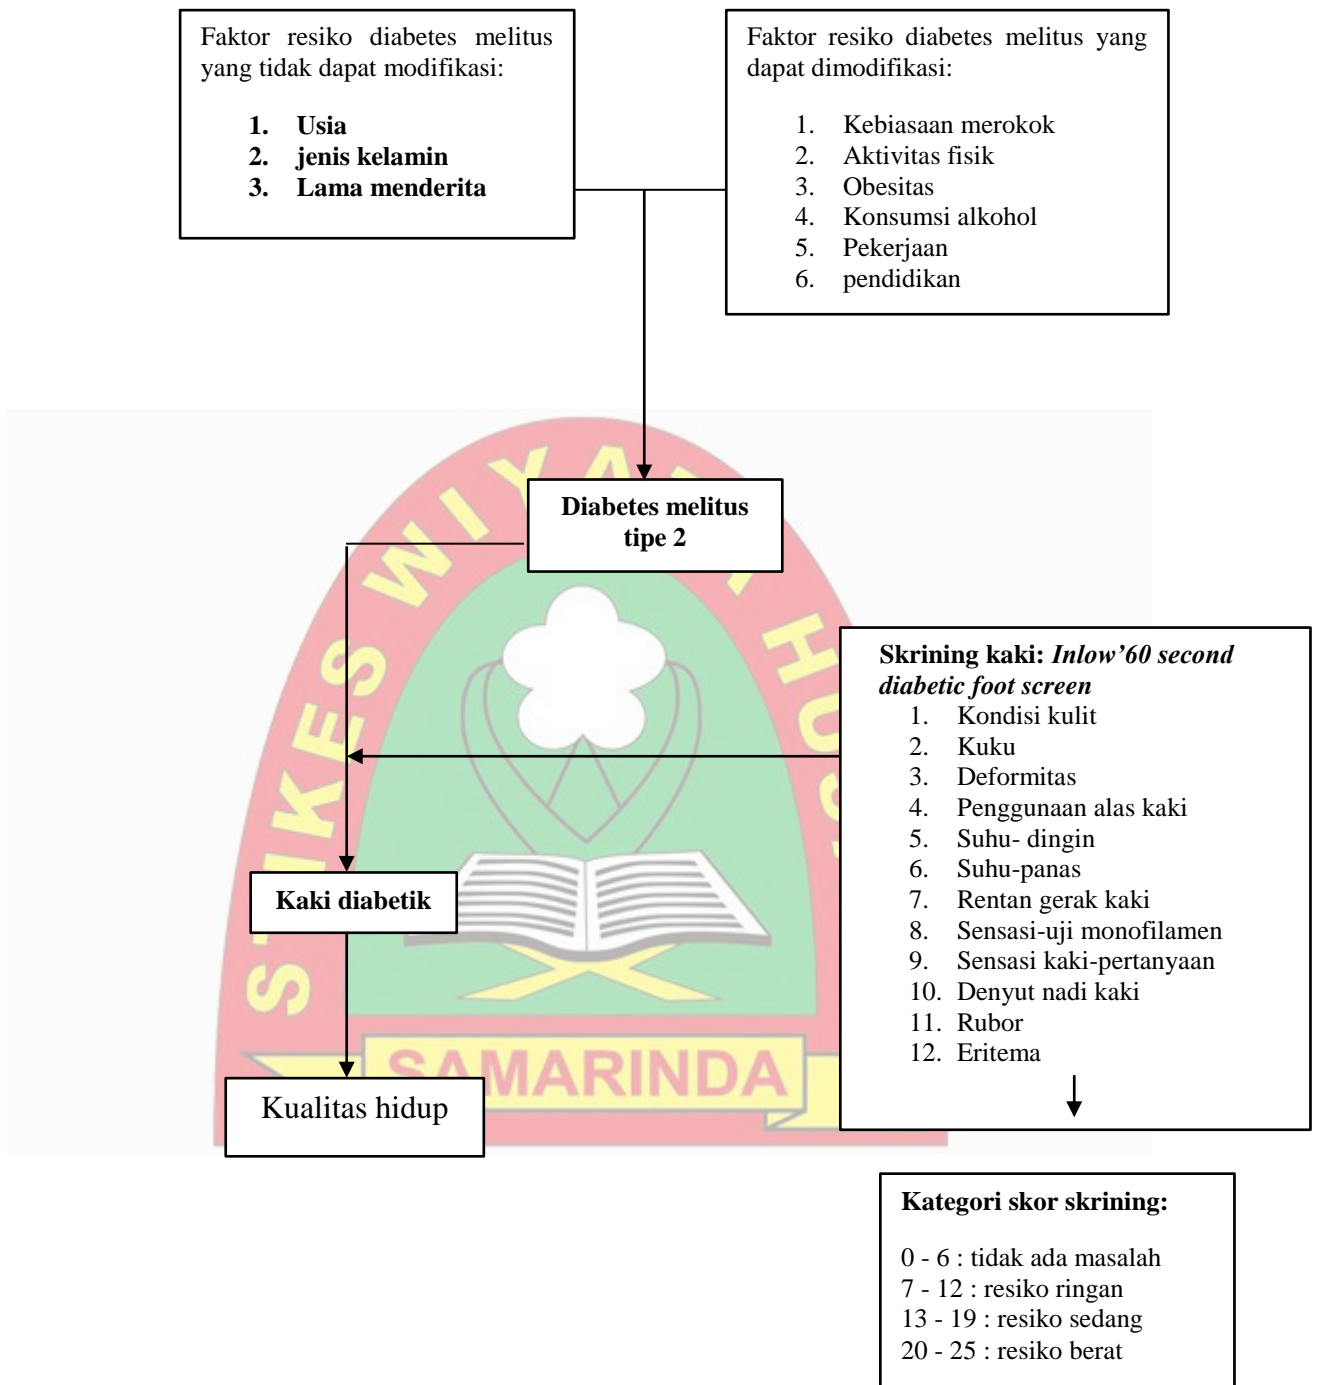 Faktor resiko diabetes melitus
yang tidak dapat modifikasi:
1. Usia
2. jenis kelamin
3. Lama menderita
Faktor resiko diabetes melitus yang
dapat dimodifikasi:
1. Kebiasaan merokok
2. Aktivitas fisik
3. Obesitas
4. Konsumsi alkohol
5. Pekerjaan
6. pendidikan
Diabetes melitus
tipe 2
Skrining kaki: Inlow’60 second
diabetic foot screen
1. Kondisi kulit
2. Kuku
3. Deformitas
4. Penggunaan alas kaki
5. Suhu- dingin
6. Suhu-panas
7. Rentan gerak kaki
8. Sensasi-uji monofilamen
9. Sensasi kaki-pertanyaan
10. Denyut nadi kaki
11. Rubor
12. Eritema
Kaki diabetik
Kualitas hidup
SAMARINDA
Kategori skor skrining:
0 - 6 : tidak ada masalah
7 - 12 : resiko ringan
13 - 19 : resiko sedang
20 - 25 : resiko berat